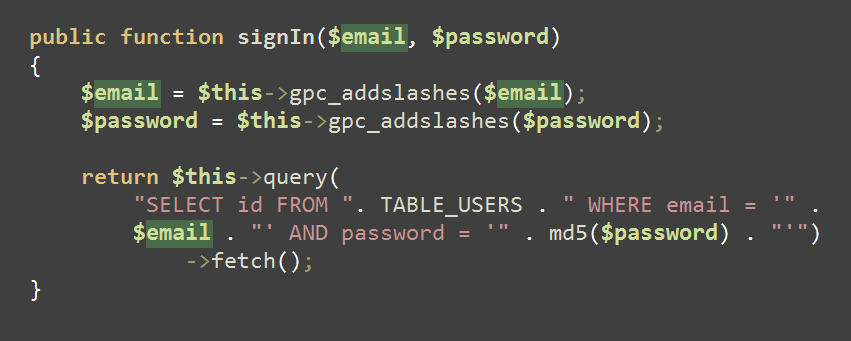 public function signIn($email, $password)
{
    $email = $this->gpc_addslashes($email);
    $password = $this->gpc_addslashes($password);

    return $this->query(
        "SELECT id FROM ". TABLE_USERS . " WHERE email = '" .
        $email . "' AND password = '" . md5($password) . "'")
            ->fetch();
}